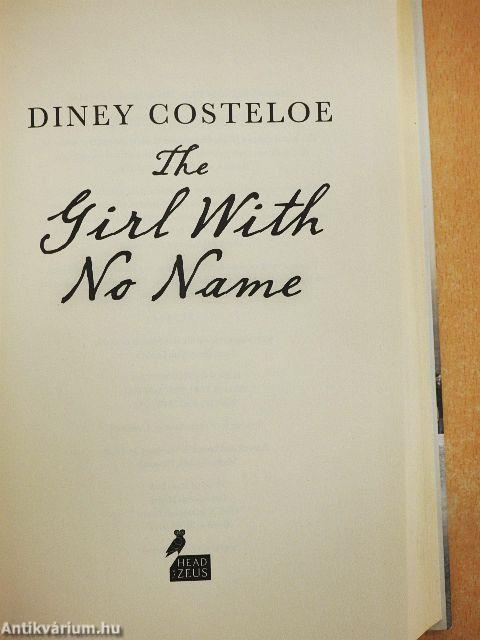 DINEY COSTELOE
The
Girl With
No Name
HEAD
of ZEUS
Antikvárium.hu